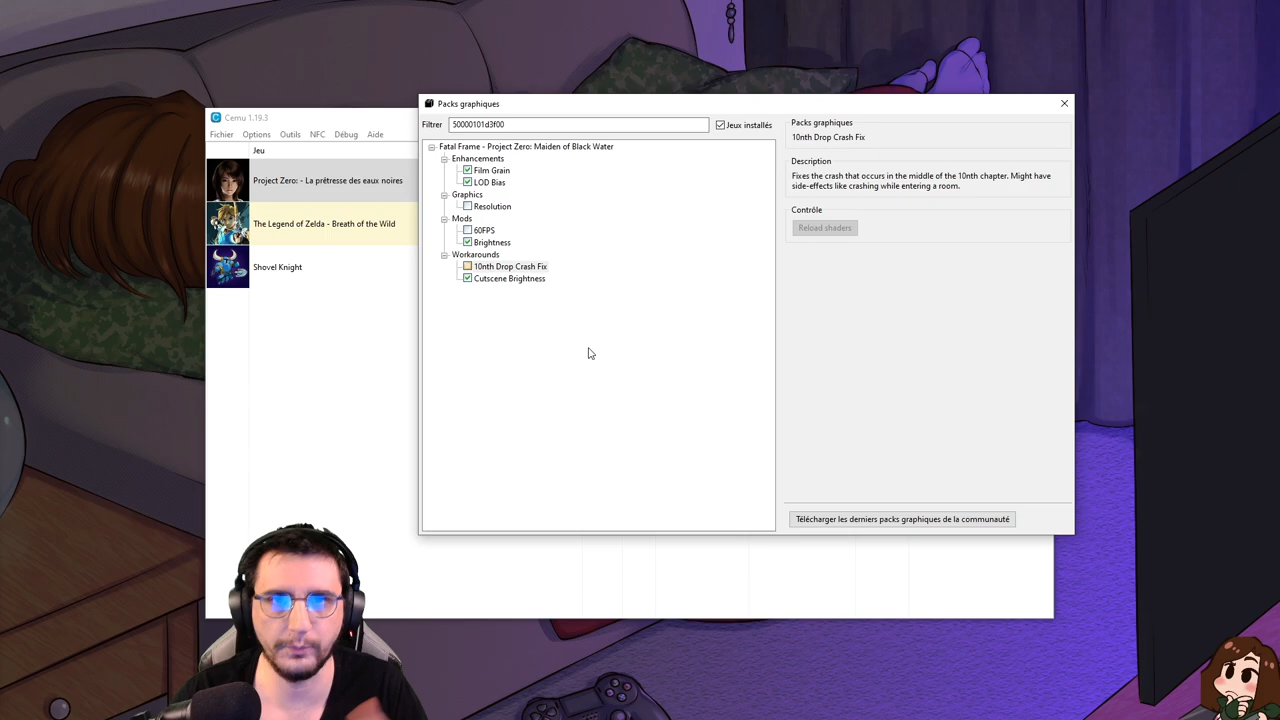 Cemu 1.19.3
Fichier Options Outils NFC Débug Aide
Jeu
Project Zero: - La prêtresse des eaux noires
The Legend of Zelda - Breath of the Wild
Shovel Knight
Packs graphiques
Filtrer 50000101d3f00 Jeux installés
Fatal Frame - Project Zero: Maiden of Black Water
Enhancements
Film Grain
LOD Bias
Graphics
Resolution
Mods
60FPS
Brightness
Workarounds
10nth Drop Crash Fix
Cutscene Brightness
Packs graphiques
10nth Drop Crash Fix
Description
Fixes the crash that occurs in the middle of the 10nth chapter. Might have
side-effects like crashing while entering a room.
Contrôle
Reload shaders
Télécharger les derniers packs graphiques de la communauté